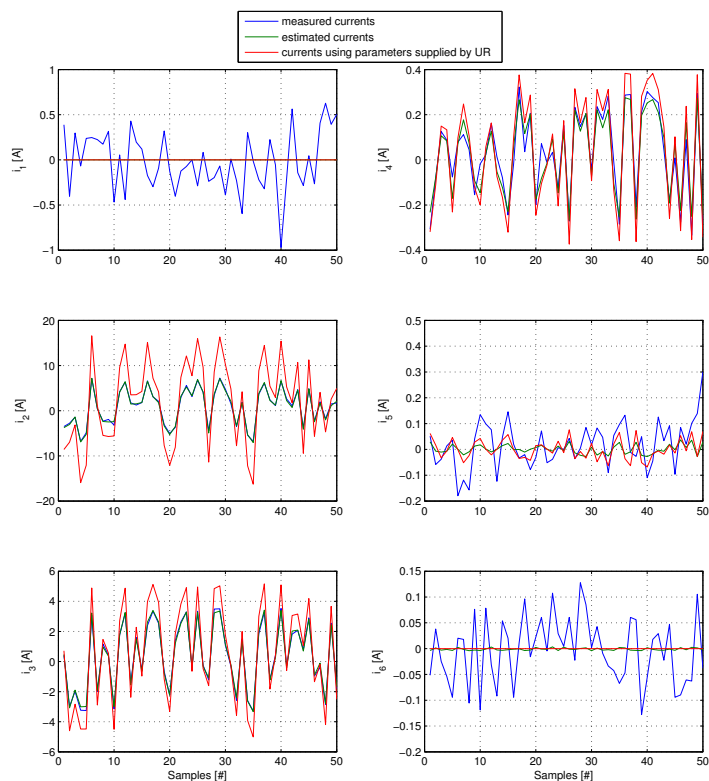 measured currents
estimated currents
currents using parameters supplied by UR
1
0.5
0
−0.5
−1
0 10 20 30 40 50
i1 [A]
0.4
0.2
0
−0.2
−0.4
0 10 20 30 40 50
i4 [A]
20
10
0
−10
−20
0 10 20 30 40 50
i2 [A]
0.5
0.4
0.3
0.2
0.1
0
−0.1
−0.2
0 10 20 30 40 50
i5 [A]
6
4
2
0
−2
−4
−6
0 10 20 30 40 50
i3 [A]
Samples [#]
0.15
0.1
0.05
0
−0.05
−0.1
−0.15
−0.2
0 10 20 30 40 50
i6 [A]
Samples [#]